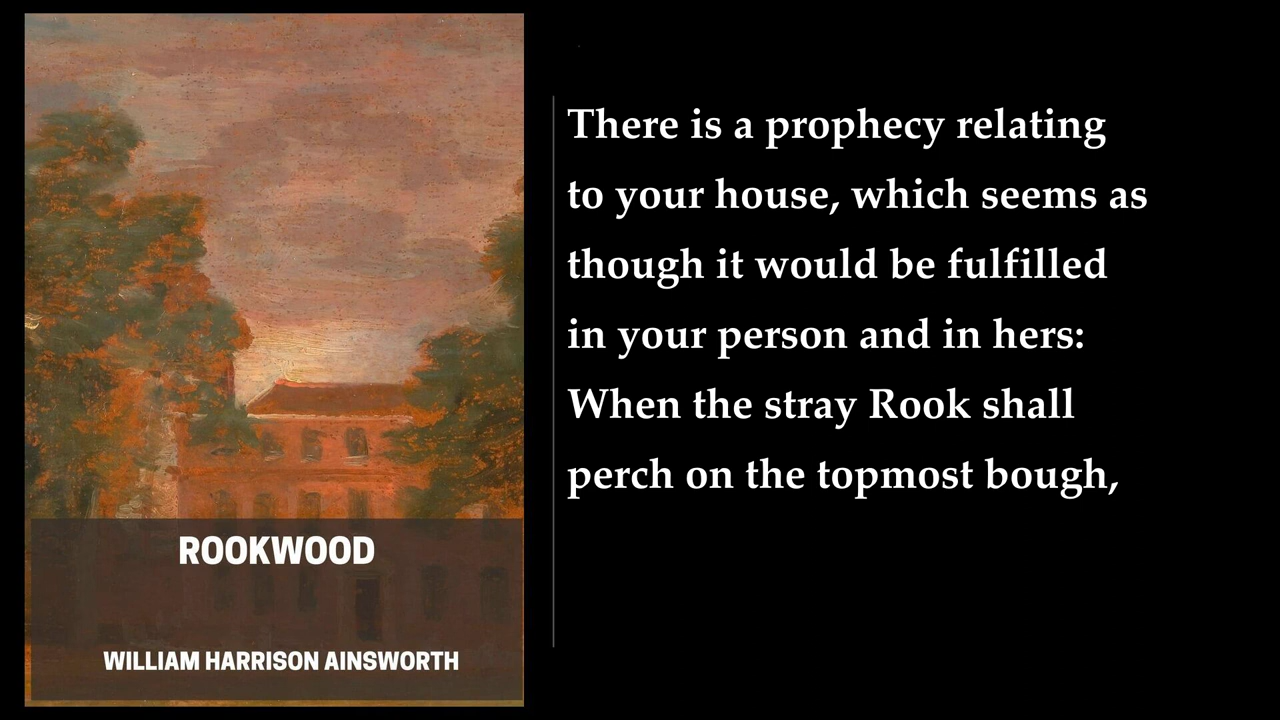 ROOKWOOD
WILLIAM HARRISON AINSWORTH
There is a prophecy relating
to your house, which seems as
though it would be fulfilled
in your person and in hers:
When the stray Rook shall
perch on the topmost bough,